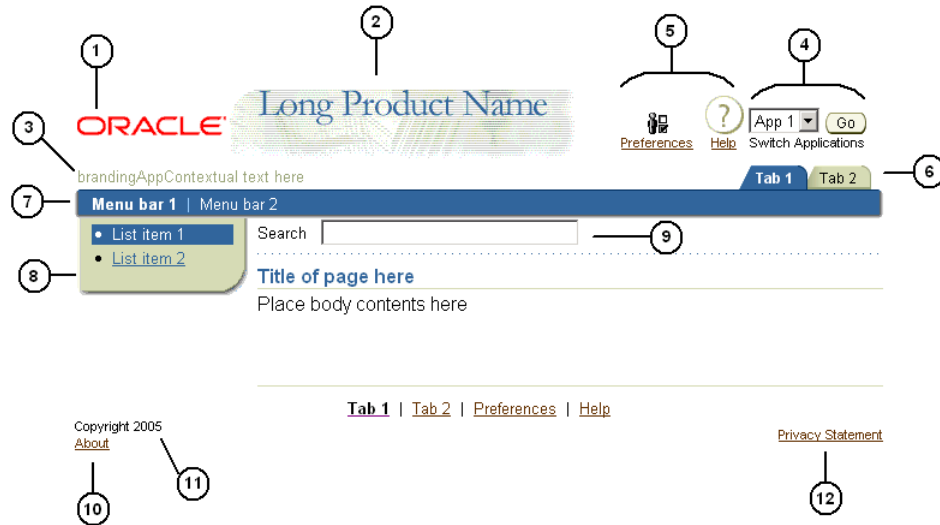 1
2
3
4
5
6
7
8
9
10
11
12
ORACLE
Long Product Name
Preferences
?
Help
App 1
Go
Switch Applications
brandingAppContextual text here
Tab 1
Tab 2
Menu bar 1 | Menu bar 2
List item 1
List item 2
Search
Title of page here
Place body contents here
Tab 1 | Tab 2 | Preferences | Help
Copyright 2005
About
Privacy Statement